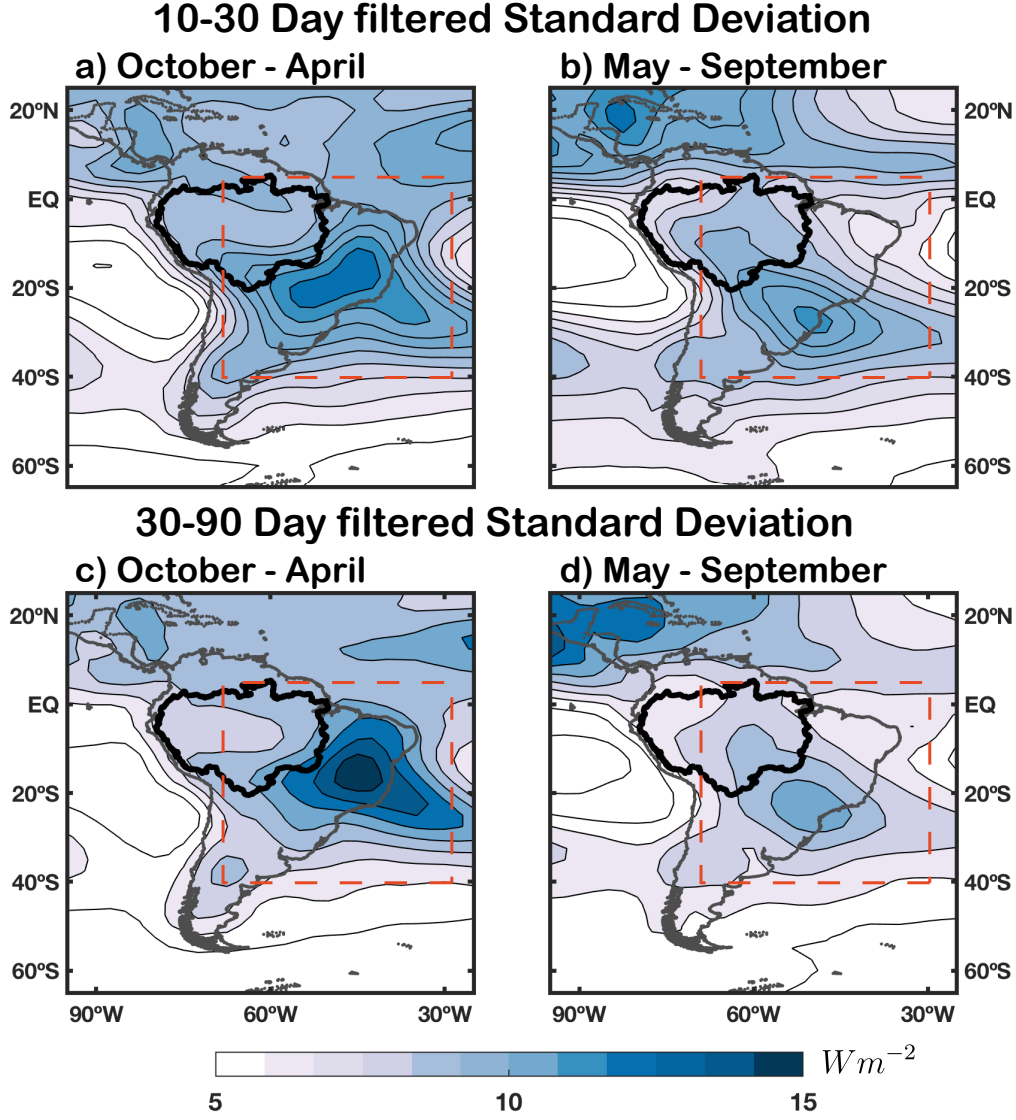 10-30 Day filtered Standard Deviation
a) October - April
b) May - September
20ºN
EQ
20ºS
40ºS
60ºS
20ºN
EQ
20ºS
40ºS
60ºS
30-90 Day filtered Standard Deviation
c) October - April
d) May - September
20ºN
EQ
20ºS
40ºS
60ºS
20ºN
EQ
20ºS
40ºS
60ºS
90ºW 60ºW 30ºW
90ºW 60ºW 30ºW
Wm⁻²
5 10 15